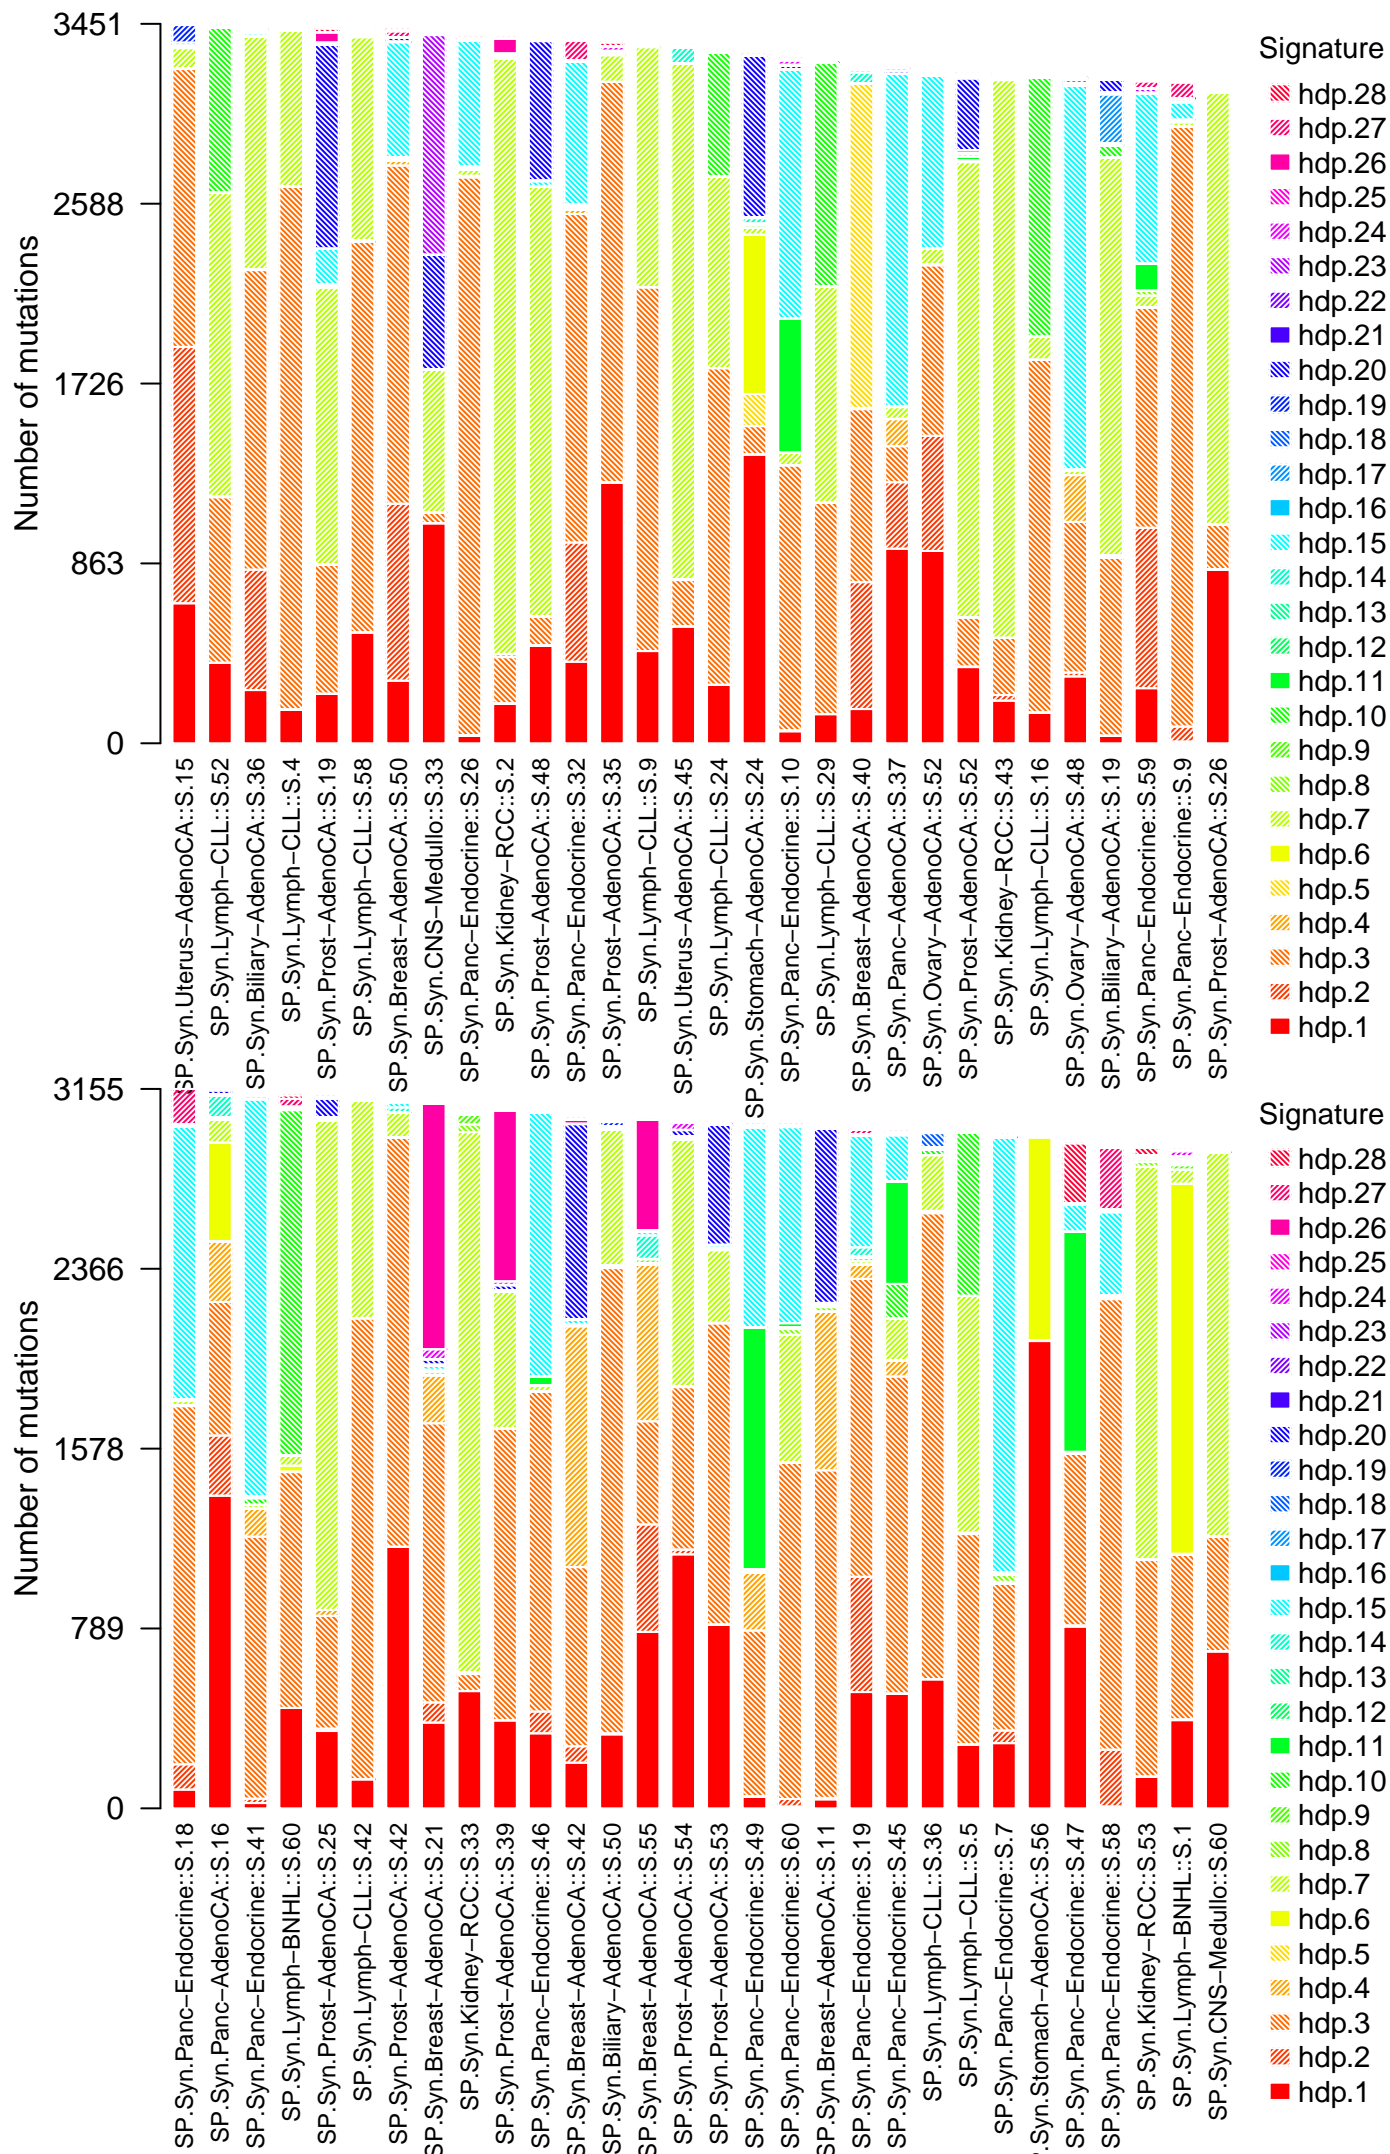 Number of mutations
3451
2588
1726
863
0
Signature
hdp.28
hdp.27
hdp.26
hdp.25
hdp.24
hdp.23
hdp.22
hdp.21
hdp.20
hdp.19
hdp.18
hdp.17
hdp.16
hdp.15
hdp.14
hdp.13
hdp.12
hdp.11
hdp.10
hdp.9
hdp.8
hdp.7
hdp.6
hdp.5
hdp.4
hdp.3
hdp.2
hdp.1
SP.Syn.Uterus−AdenoCA::S.15
SP.Syn.Lymph−CLL::S.52
SP.Syn.Biliary−AdenoCA::S.36
SP.Syn.Lymph−CLL::S.4
SP.Syn.Prost−AdenoCA::S.19
SP.Syn.Lymph−CLL::S.58
SP.Syn.Breast−AdenoCA::S.50
SP.Syn.CNS−Medullo::S.33
SP.Syn.Panc−Endocrine::S.26
SP.Syn.Kidney−RCC::S.2
SP.Syn.Prost−AdenoCA::S.48
SP.Syn.Panc−Endocrine::S.32
SP.Syn.Prost−AdenoCA::S.35
SP.Syn.Lymph−CLL::S.9
SP.Syn.Uterus−AdenoCA::S.45
SP.Syn.Lymph−CLL::S.24
SP.Syn.Stomach−AdenoCA::S.24
SP.Syn.Panc−Endocrine::S.10
SP.Syn.Lymph−CLL::S.29
SP.Syn.Breast−AdenoCA::S.40
SP.Syn.Panc−AdenoCA::S.37
SP.Syn.Ovary−AdenoCA::S.52
SP.Syn.Prost−AdenoCA::S.52
SP.Syn.Kidney−RCC::S.43
SP.Syn.Lymph−CLL::S.16
SP.Syn.Ovary−AdenoCA::S.48
SP.Syn.Biliary−AdenoCA::S.19
SP.Syn.Panc−Endocrine::S.59
SP.Syn.Panc−Endocrine::S.9
SP.Syn.Prost−AdenoCA::S.26
Number of mutations
3155
2366
1578
789
0
Signature
hdp.28
hdp.27
hdp.26
hdp.25
hdp.24
hdp.23
hdp.22
hdp.21
hdp.20
hdp.19
hdp.18
hdp.17
hdp.16
hdp.15
hdp.14
hdp.13
hdp.12
hdp.11
hdp.10
hdp.9
hdp.8
hdp.7
hdp.6
hdp.5
hdp.4
hdp.3
hdp.2
hdp.1
SP.Syn.Panc−Endocrine::S.18
SP.Syn.Panc−AdenoCA::S.16
SP.Syn.Panc−Endocrine::S.41
SP.Syn.Lymph−BNHL::S.60
SP.Syn.Prost−AdenoCA::S.25
SP.Syn.Lymph−CLL::S.42
SP.Syn.Prost−AdenoCA::S.42
SP.Syn.Breast−AdenoCA::S.21
SP.Syn.Kidney−RCC::S.33
SP.Syn.Prost−AdenoCA::S.39
SP.Syn.Panc−Endocrine::S.46
SP.Syn.Breast−AdenoCA::S.42
SP.Syn.Biliary−AdenoCA::S.50
SP.Syn.Breast−AdenoCA::S.55
SP.Syn.Prost−AdenoCA::S.54
SP.Syn.Prost−AdenoCA::S.53
SP.Syn.Panc−Endocrine::S.49
SP.Syn.Panc−Endocrine::S.60
SP.Syn.Breast−AdenoCA::S.11
SP.Syn.Panc−Endocrine::S.19
SP.Syn.Panc−Endocrine::S.45
SP.Syn.Lymph−CLL::S.36
SP.Syn.Lymph−CLL::S.5
SP.Syn.Panc−Endocrine::S.7
P.Syn.Stomach−AdenoCA::S.56
SP.Syn.Panc−Endocrine::S.47
SP.Syn.Panc−Endocrine::S.58
SP.Syn.Kidney−RCC::S.53
SP.Syn.Lymph−BNHL::S.1
SP.Syn.CNS−Medullo::S.60